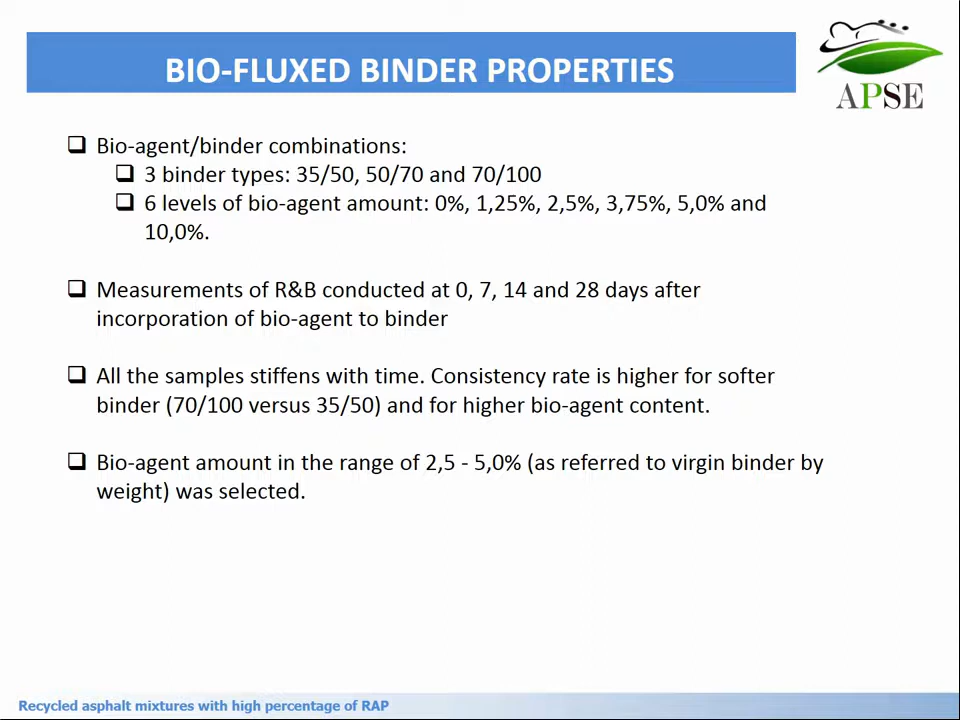 BIO-FLUXED BINDER PROPERTIES
APSE
Bio-agent/binder combinations:
3 binder types: 35/50, 50/70 and 70/100
6 levels of bio-agent amount: 0%, 1,25%, 2,5%, 3,75%, 5,0% and
10,0%.
Measurements of R&B conducted at 0, 7, 14 and 28 days after
incorporation of bio-agent to binder
All the samples stiffens with time. Consistency rate is higher for softer
binder (70/100 versus 35/50) and for higher bio-agent content.
Bio-agent amount in the range of 2,5 - 5,0% (as referred to virgin binder by
weight) was selected.
Recycled asphalt mixtures with high percentage of RAP